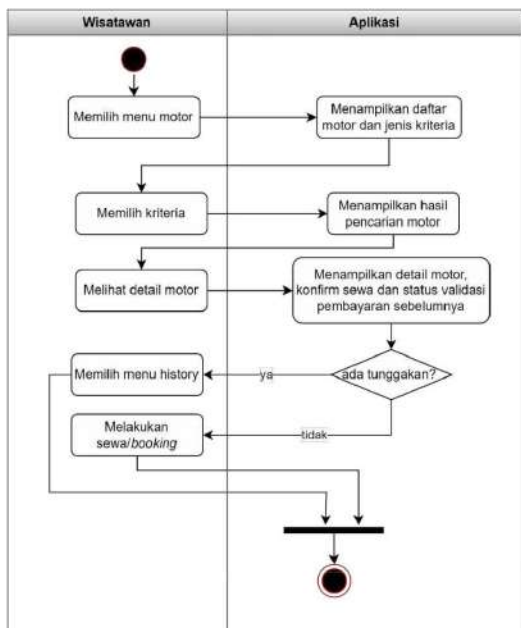 Wisatawan
Aplikasi
Memilih menu motor
Menampilkan daftar
motor dan jenis kriteria
Memilih kriteria
Menampilkan hasil
pencarian motor
Melihat detail motor
Menampilkan detail motor,
konfirm sewa dan status validasi
pembayaran sebelumnya
Memilih menu history
ya
ada tunggakan?
Melakukan
sewa/booking
tidak